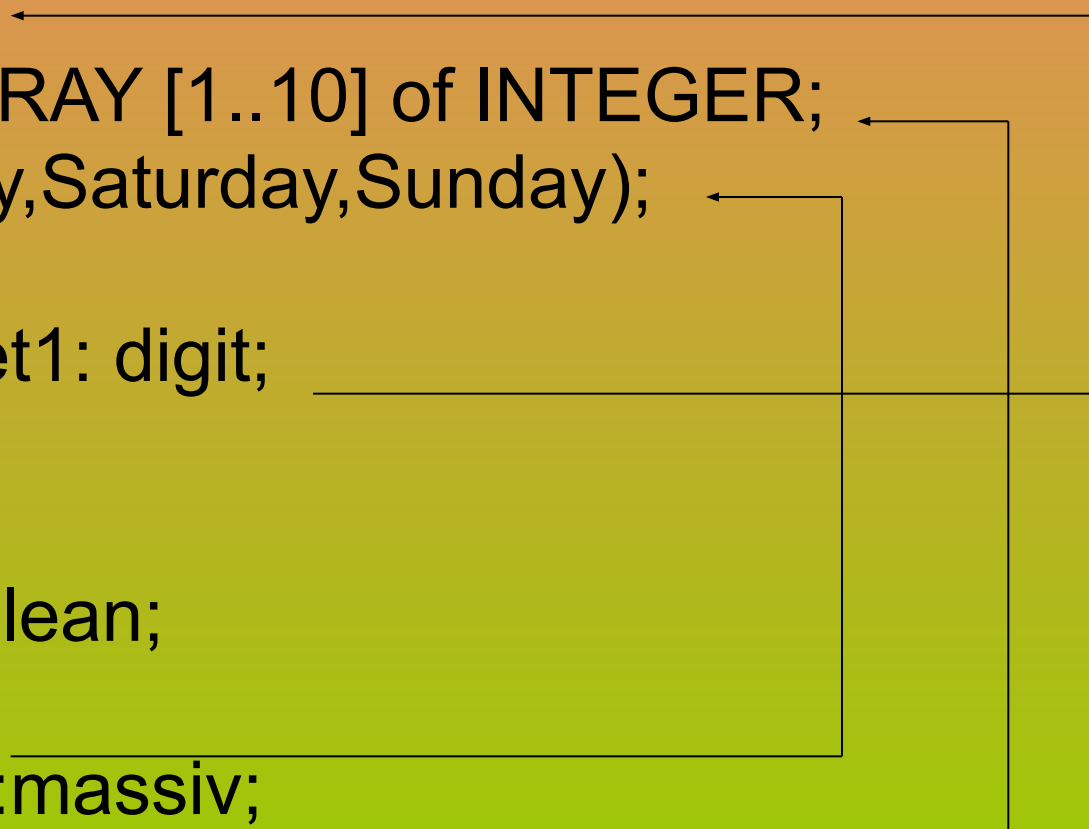 RAY [1..10] of INTEGER;
y,Saturday,Sunday);
et1: digit;
lean;
:massiv;